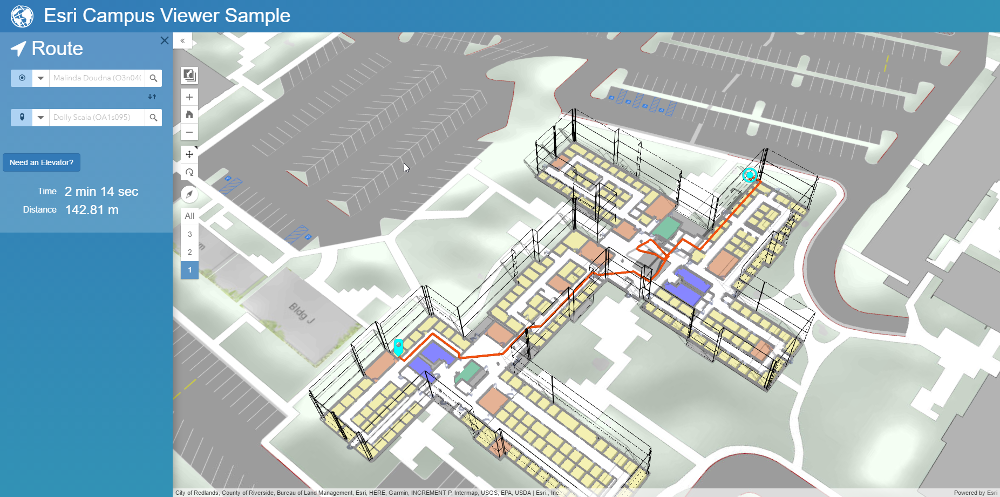 Esri Campus Viewer Sample
Route
Malinda Doudna (O3n04
Dolly Scaia (OA1s095)
Need an Elevator?
Time 2 min 14 sec
Distance 142.81 m
«
+
−
All
3
2
1
Bldg J
City of Redlands, County of Riverside, Bureau of Land Management, Esri, HERE, Garmin, INCREMENT P, Intermap, USGS, EPA, USDA | Esri., Inc.
Powered by Esri